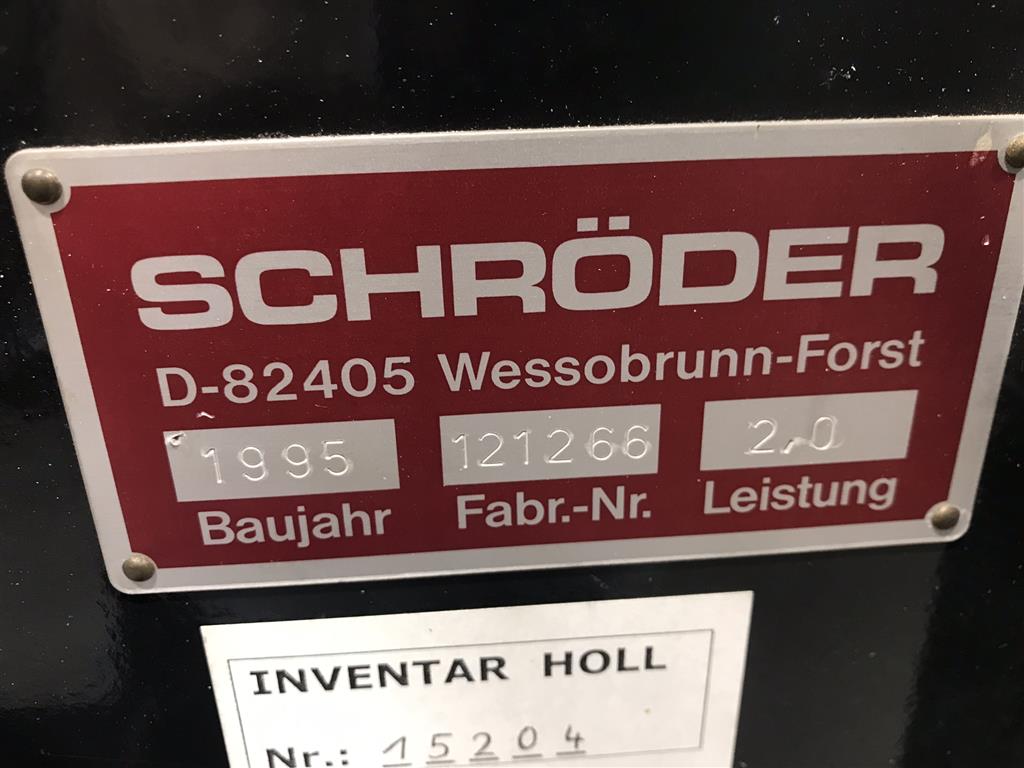 SCHRÖDER
D-82405 Wessobrunn-Forst
1995 121266 2,0
Baujahr Fabr.-Nr. Leistung
INVENTAR HOLL
Nr.: 15204